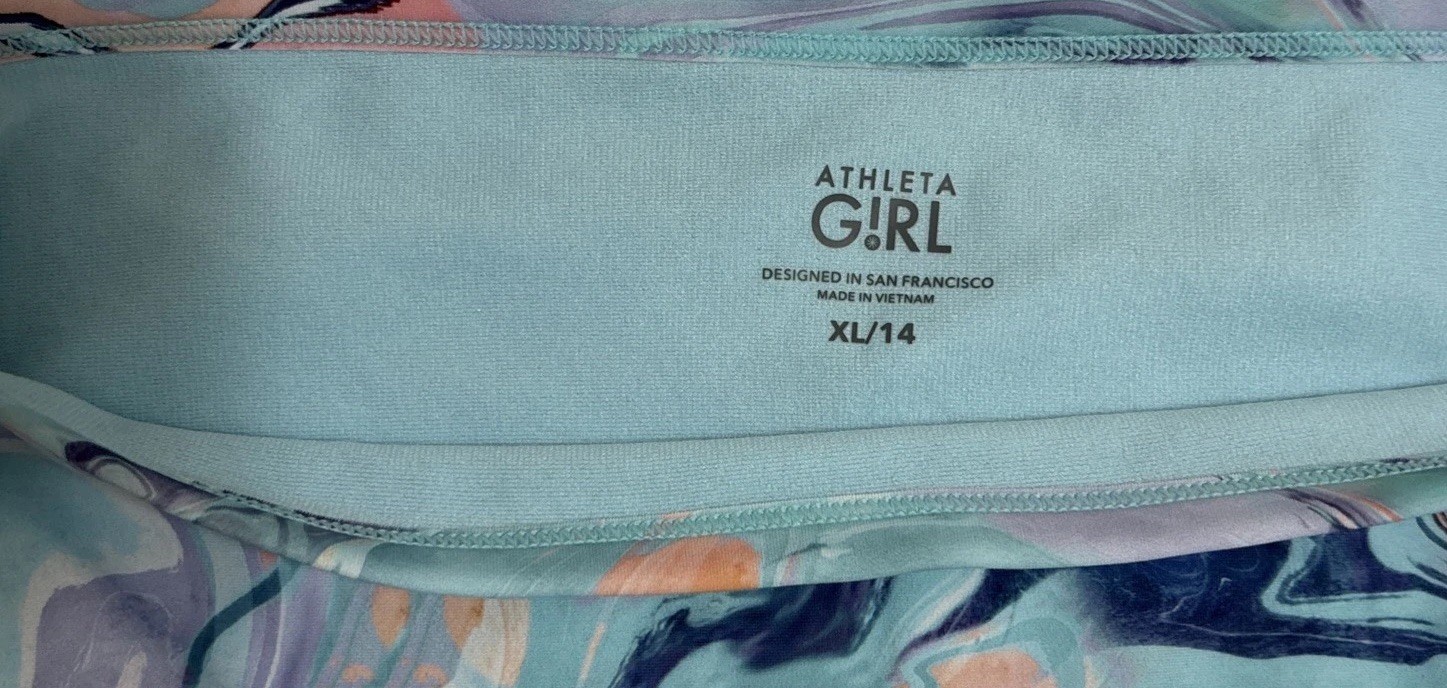 ATHLETA
G!RL
DESIGNED IN SAN FRANCISCO
MADE IN VIETNAM
XL/14